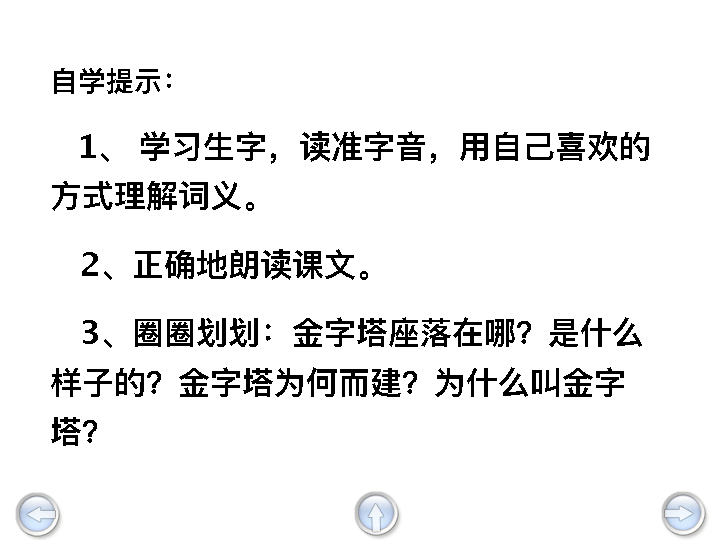 自学提示：
1、 学习生字，读准字音，用自己喜欢的
方式理解词义。
2、正确地朗读课文。
3、圈圈划划：金字塔座落在哪？是什么
样子的？金字塔为何而建？为什么叫金字
塔？